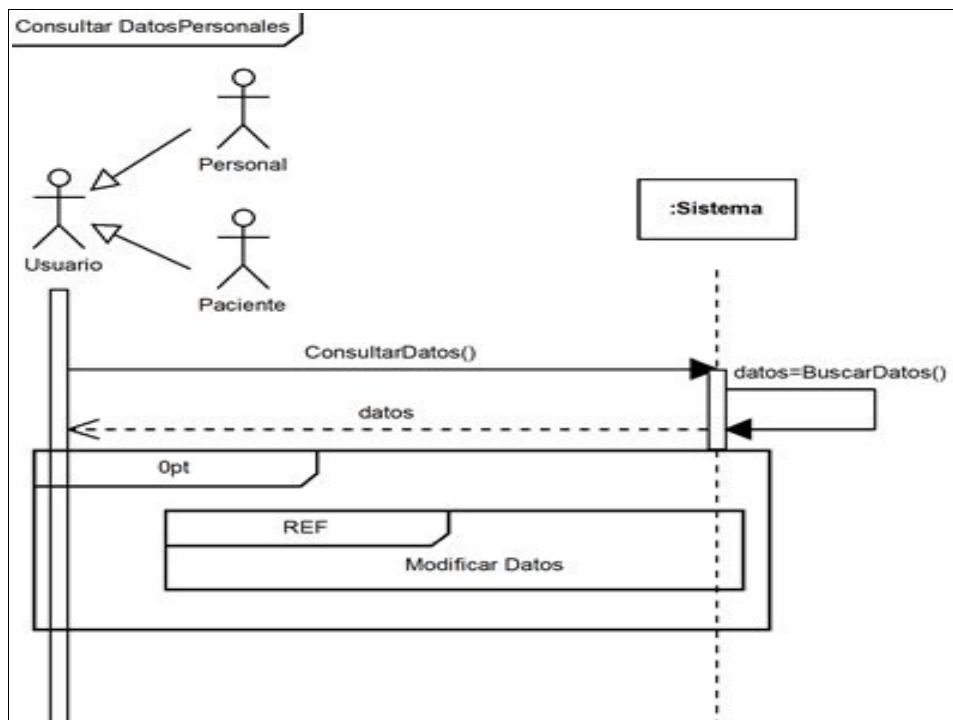 Consultar DatosPersonales
Personal
:Sistema
Usuario
Paciente
ConsultarDatos()
datos=BuscarDatos()
datos
0pt
REF
Modificar Datos